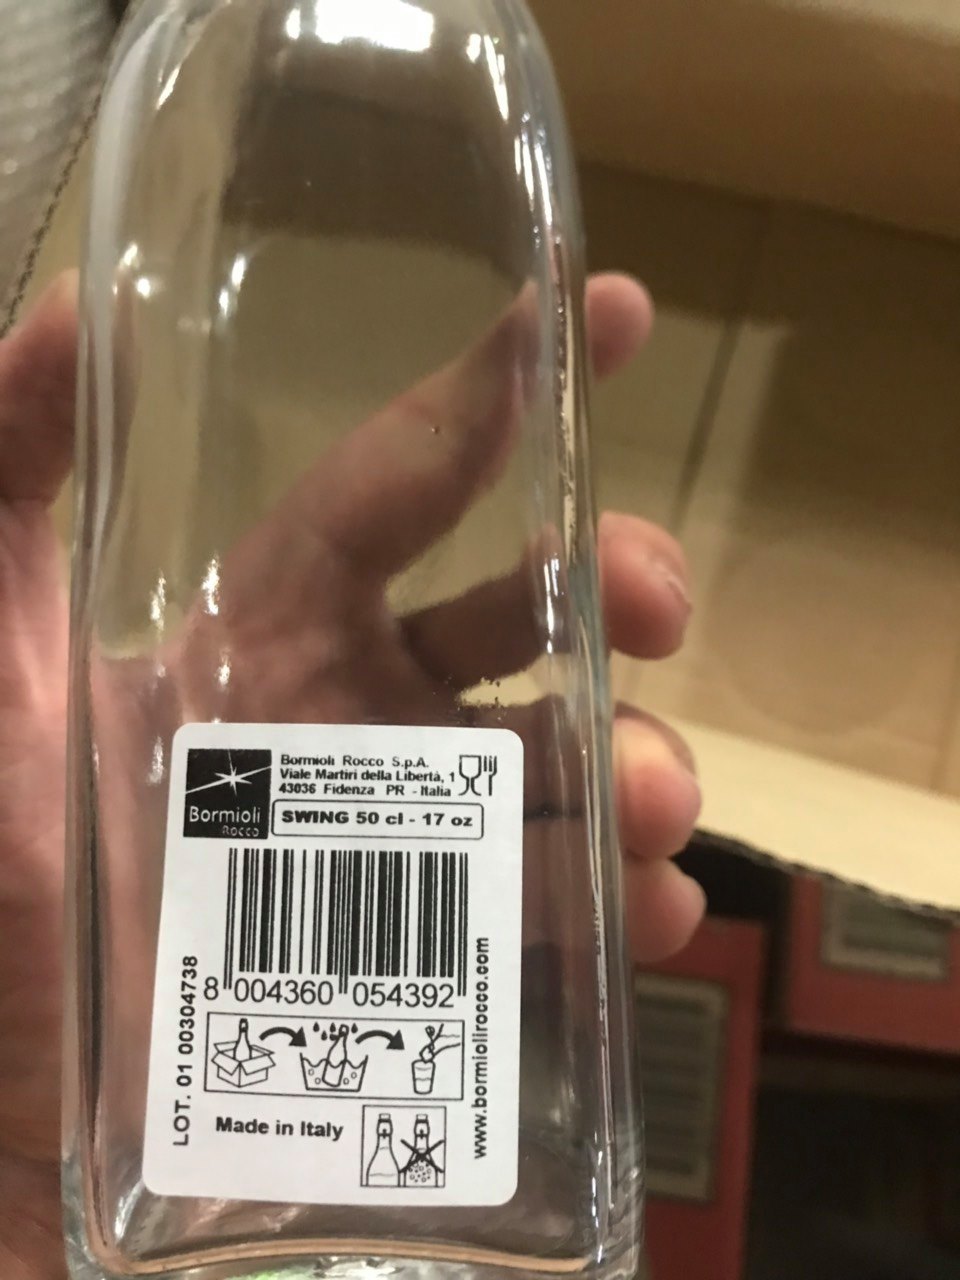 Bormioli
Rocco
Bormioli Rocco S.p.A.
Viale Martiri della Libertà, 1
43036 Fidenza PR - Italia
SWING 50 cl - 17 oz
8 004360 054392
LOT. 01 00304738
www.bormiolirocco.com
Made in Italy